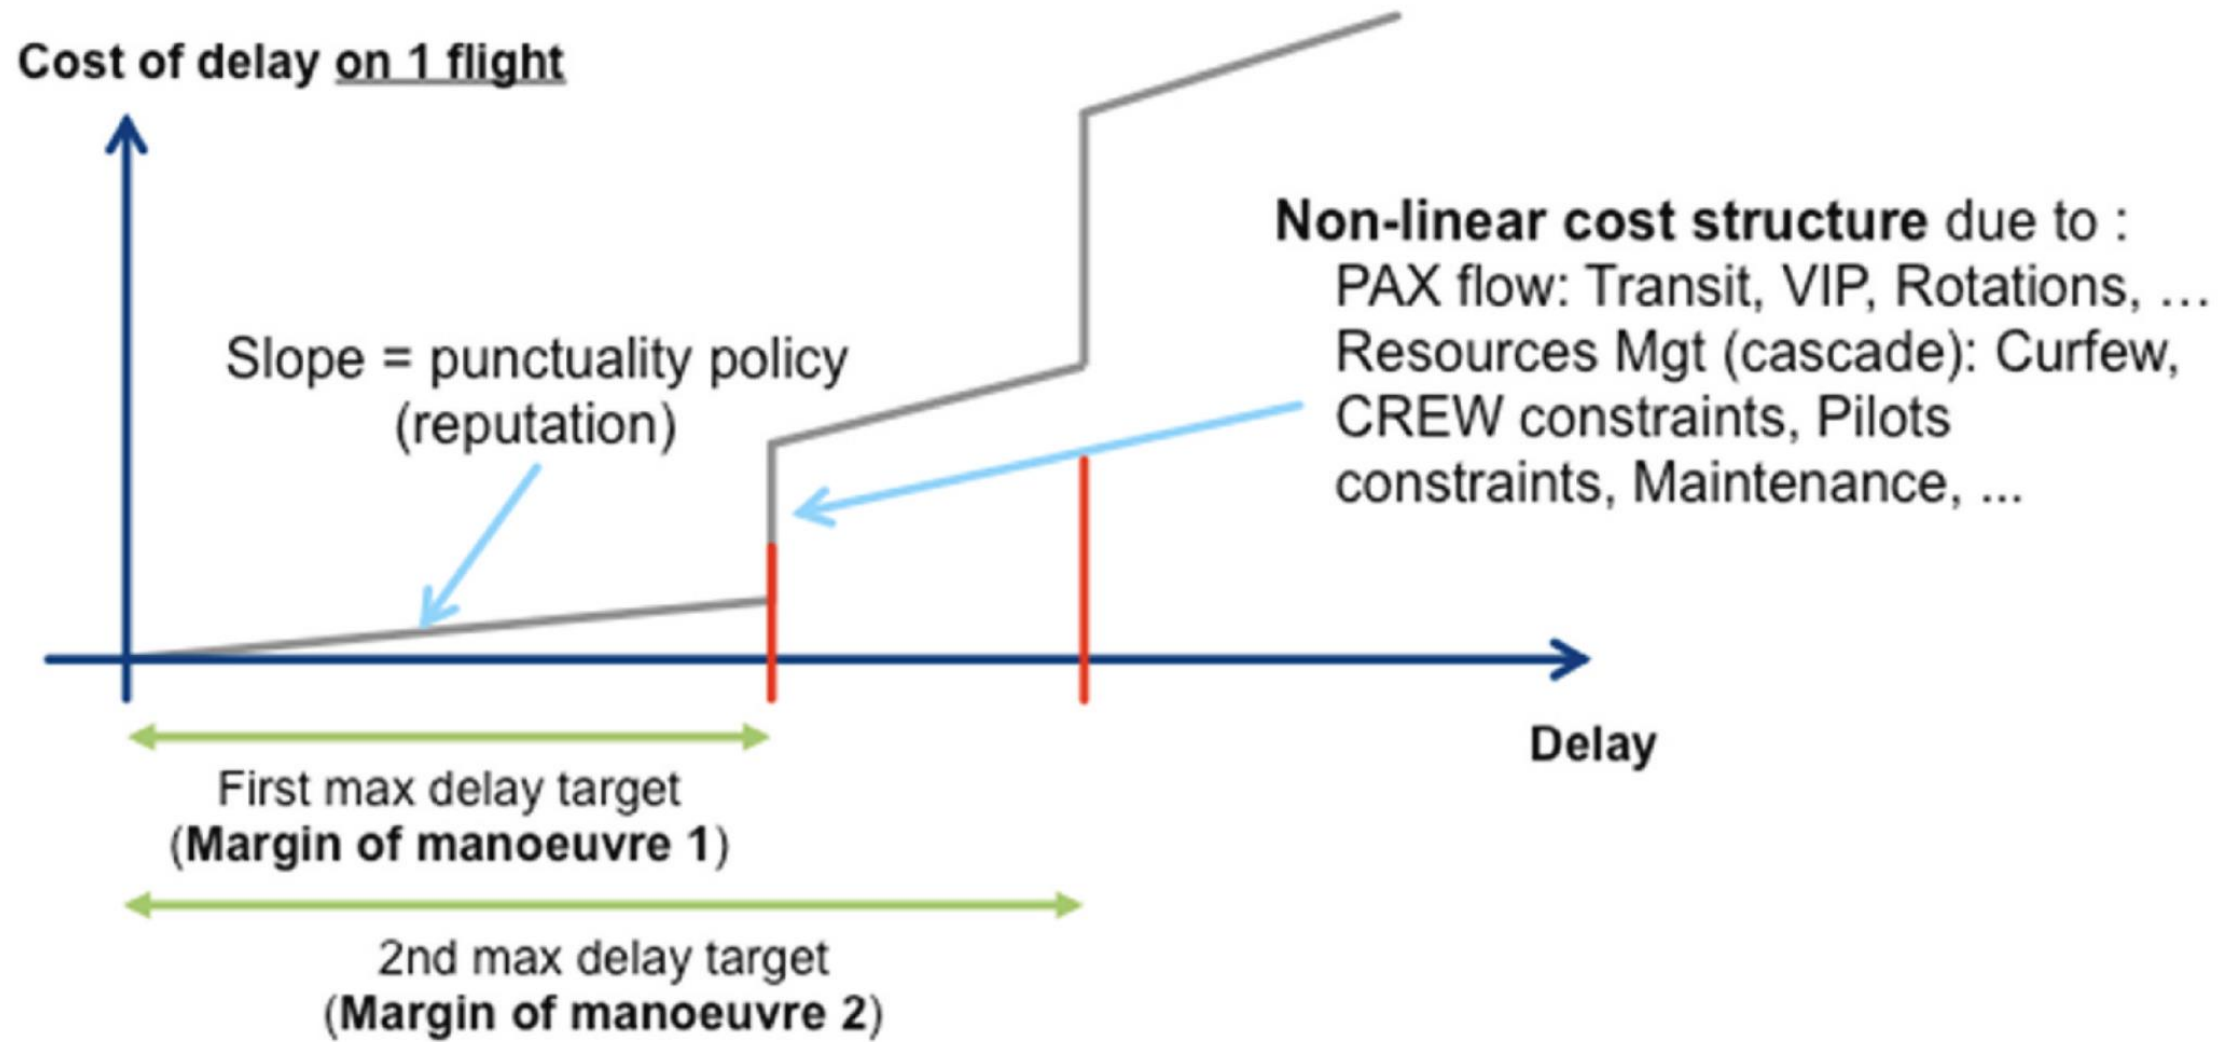 Cost of delay on 1 flight
Non-linear cost structure due to :
PAX flow: Transit, VIP, Rotations, ...
Resources Mgt (cascade): Curfew,
CREW constraints, Pilots
constraints, Maintenance, ...
Slope = punctuality policy
(reputation)
Delay
First max delay target
(Margin of manoeuvre 1)
2nd max delay target
(Margin of manoeuvre 2)